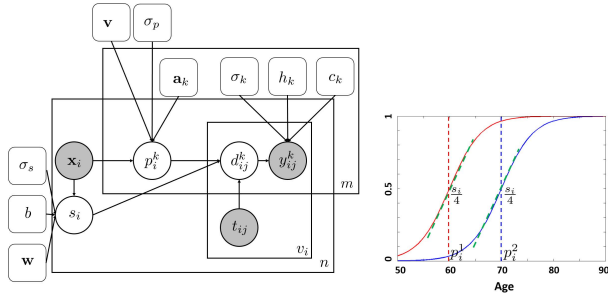 v
σ_p
a_k
σ_k
h_k
c_k
σ_s
b
w
x_i
p_i^k
d_ij^k
y_ij^k
s_i
t_ij
m
v_i
n
1
0.5
0
s_i/4
s_i/4
p_i^1
p_i^2
50 60 70 80 90
Age